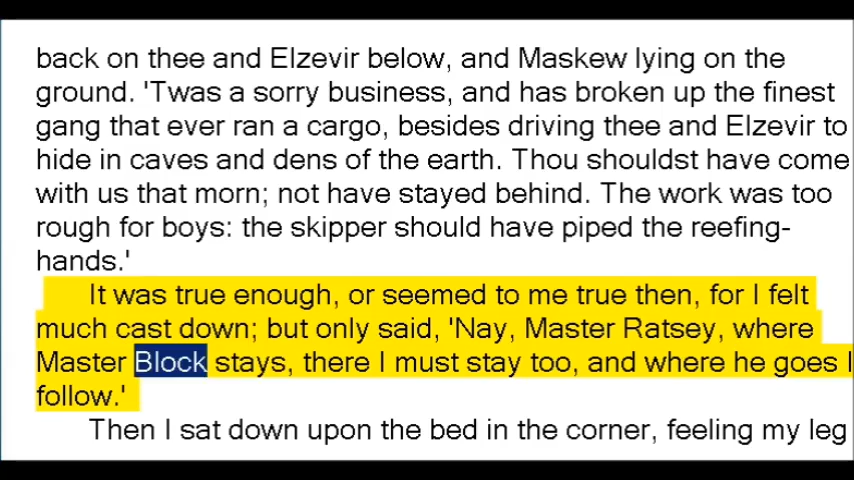 back on thee and Elzevir below, and Maskew lying on the
ground. 'Twas a sorry business, and has broken up the finest
gang that ever ran a cargo, besides driving thee and Elzevir to
hide in caves and dens of the earth. Thou shouldst have come
with us that morn; not have stayed behind. The work was too
rough for boys: the skipper should have piped the reefing-
hands.'
It was true enough, or seemed to me true then, for I felt
much cast down; but only said, 'Nay, Master Ratsey, where
Master Block stays, there I must stay too, and where he goes I
follow.'
Then I sat down upon the bed in the corner, feeling my leg